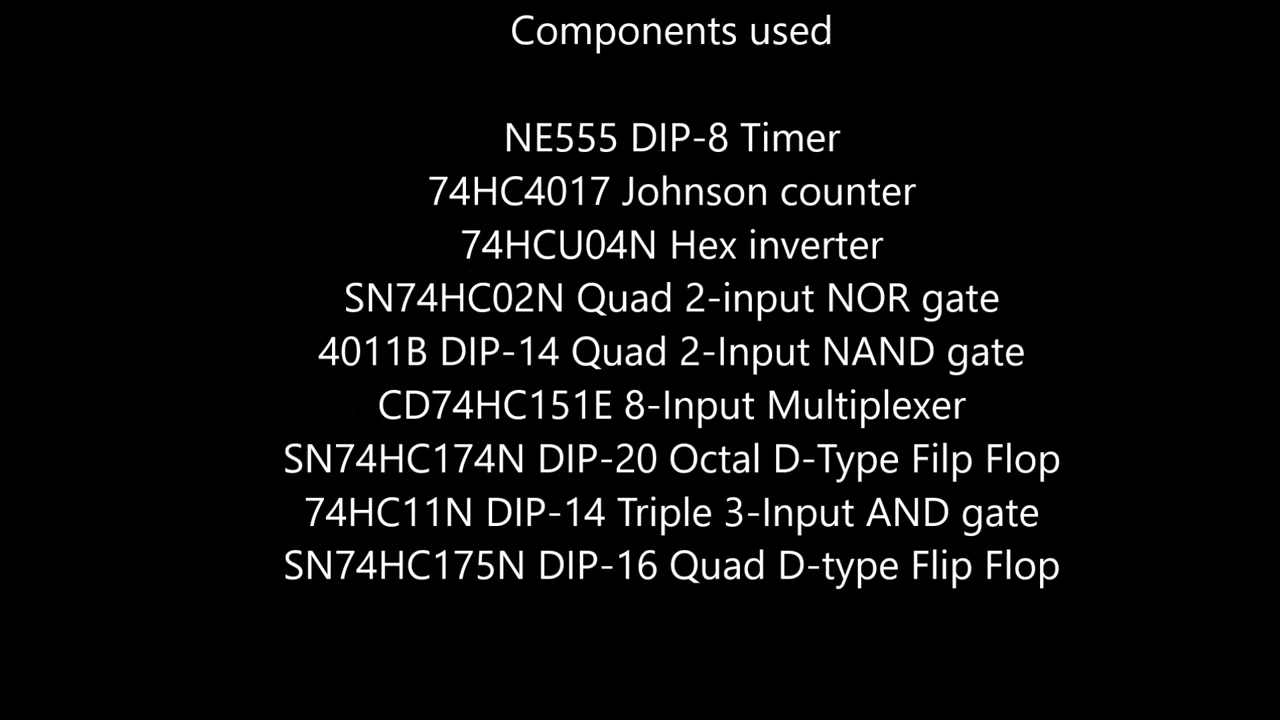 Components used
NE555 DIP-8 Timer
74HC4017 Johnson counter
74HCU04N Hex inverter
SN74HC02N Quad 2-input NOR gate
4011B DIP-14 Quad 2-Input NAND gate
CD74HC151E 8-Input Multiplexer
SN74HC174N DIP-20 Octal D-Type Filp Flop
74HC11N DIP-14 Triple 3-Input AND gate
SN74HC175N DIP-16 Quad D-type Flip Flop